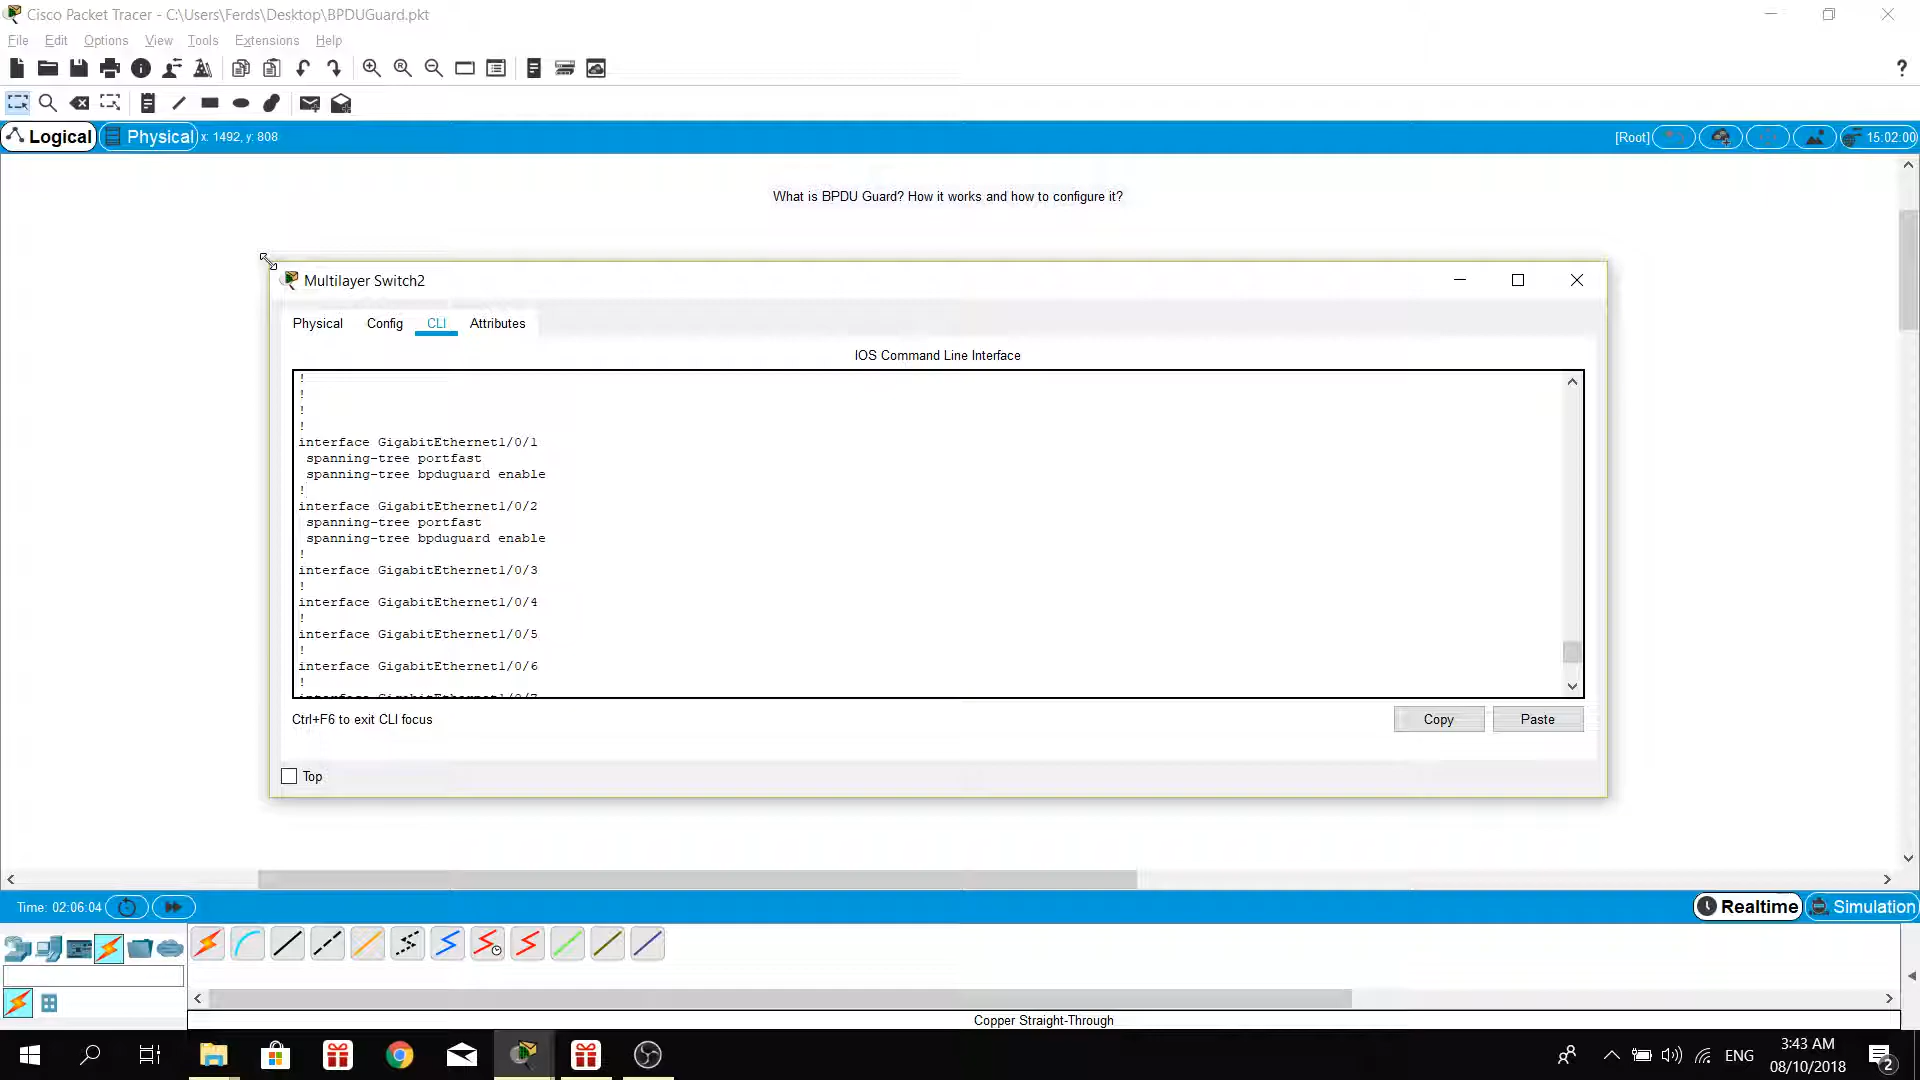 Cisco Packet Tracer - C:\Users\Ferds\Desktop\BPDUGuard.pkt
File Edit Options View Tools Extensions Help
?
Logical Physical x: 1492, y: 808 [Root] 15:02:00
What is BPDU Guard? How it works and how to configure it?
Multilayer Switch2
Physical Config CLI Attributes
IOS Command Line Interface
!
!
!
!
interface GigabitEthernet1/0/1
spanning-tree portfast
spanning-tree bpduguard enable
!
interface GigabitEthernet1/0/2
spanning-tree portfast
spanning-tree bpduguard enable
!
interface GigabitEthernet1/0/3
!
interface GigabitEthernet1/0/4
!
interface GigabitEthernet1/0/5
!
interface GigabitEthernet1/0/6
!
interface GigabitEthernet1/0/7
Ctrl+F6 to exit CLI focus
Copy Paste
Top
Time: 02:06:04 Realtime Simulation
Copper Straight-Through
ENG
3:43 AM
08/10/2018
2